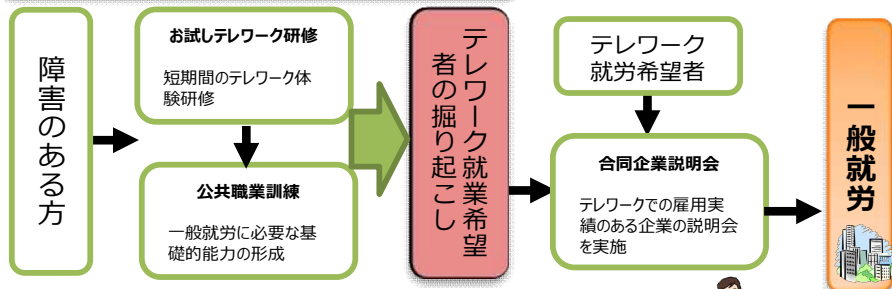 障害のある方
お試しテレワーク研修
短期間のテレワーク体
験研修
公共職業訓練
一般就労に必要な基
礎的能力の形成
テレワーク就業希望
者の掘り起こし
テレワーク
就労希望者
合同企業説明会
テレワークでの雇用実
績のある企業の説明会
を実施
一般就労